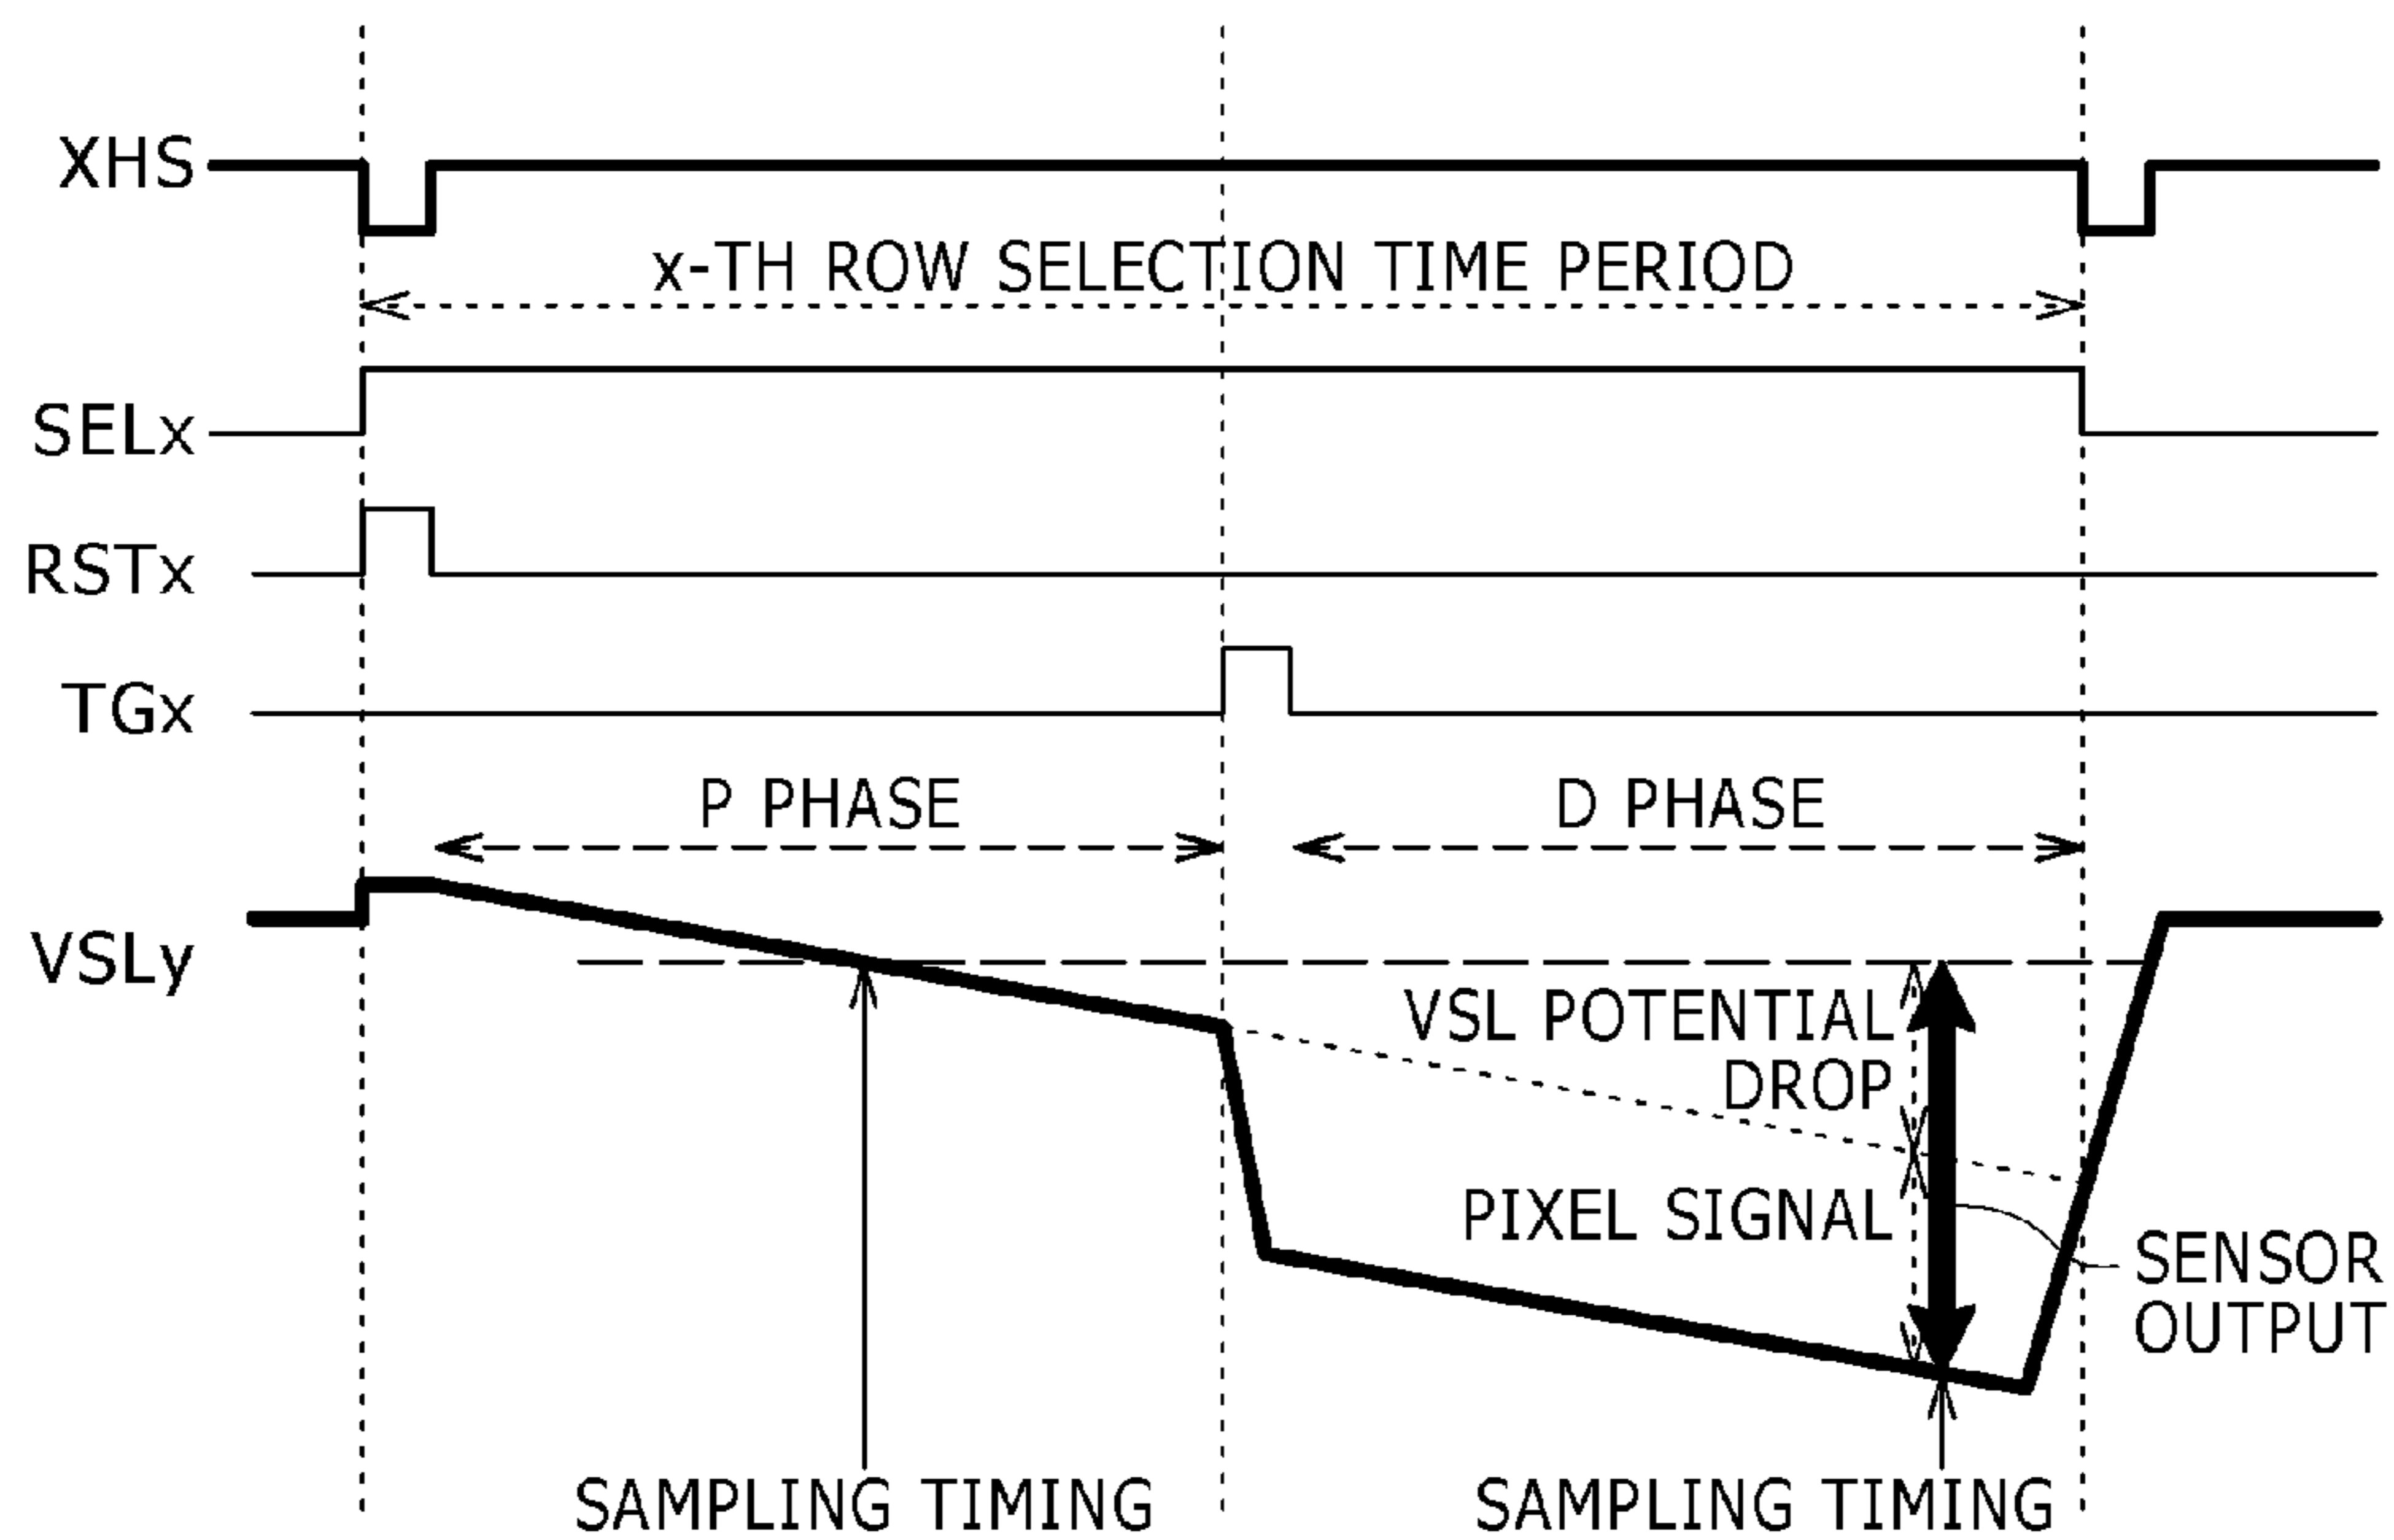 XHS
x-TH ROW SELECTION TIME PERIOD
SELx
RSTx
TGx
P PHASE
D PHASE
VSLy
VSL POTENTIAL
DROP
PIXEL SIGNAL
SENSOR
OUTPUT
SAMPLING TIMING
SAMPLING TIMING